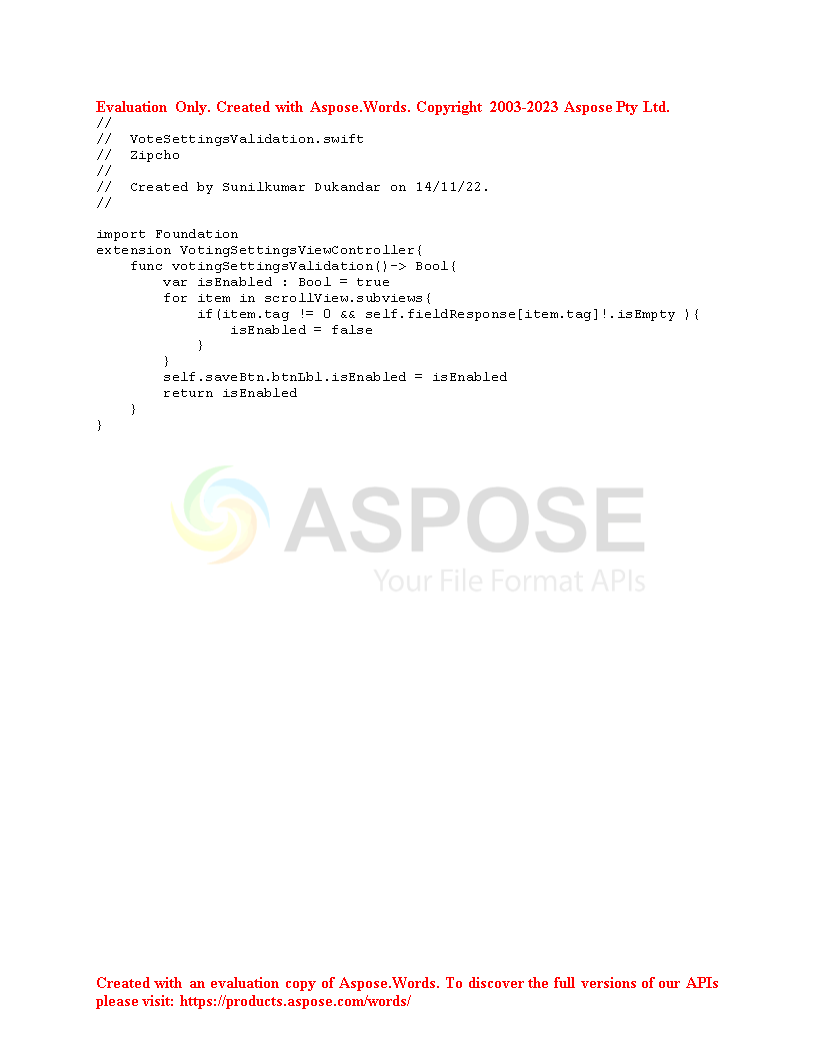 Evaluation Only. Created with Aspose.Words. Copyright 2003-2023 Aspose Pty Ltd.
//
//  VoteSettingsValidation.swift
//  Zipcho
//
//  Created by Sunilkumar Dukandar on 14/11/22.
//

import Foundation
extension VotingSettingsViewController{
    func votingSettingsValidation()-> Bool{
        var isEnabled : Bool = true
        for item in scrollView.subviews{
            if(item.tag != 0 && self.fieldResponse[item.tag]!.isEmpty ){
                isEnabled = false
            }
        }
        self.saveBtn.btnLbl.isEnabled = isEnabled
        return isEnabled
    }
}
ASPOSE
Your File Format APIs
Created with an evaluation copy of Aspose.Words. To discover the full versions of our APIs
please visit: https://products.aspose.com/words/